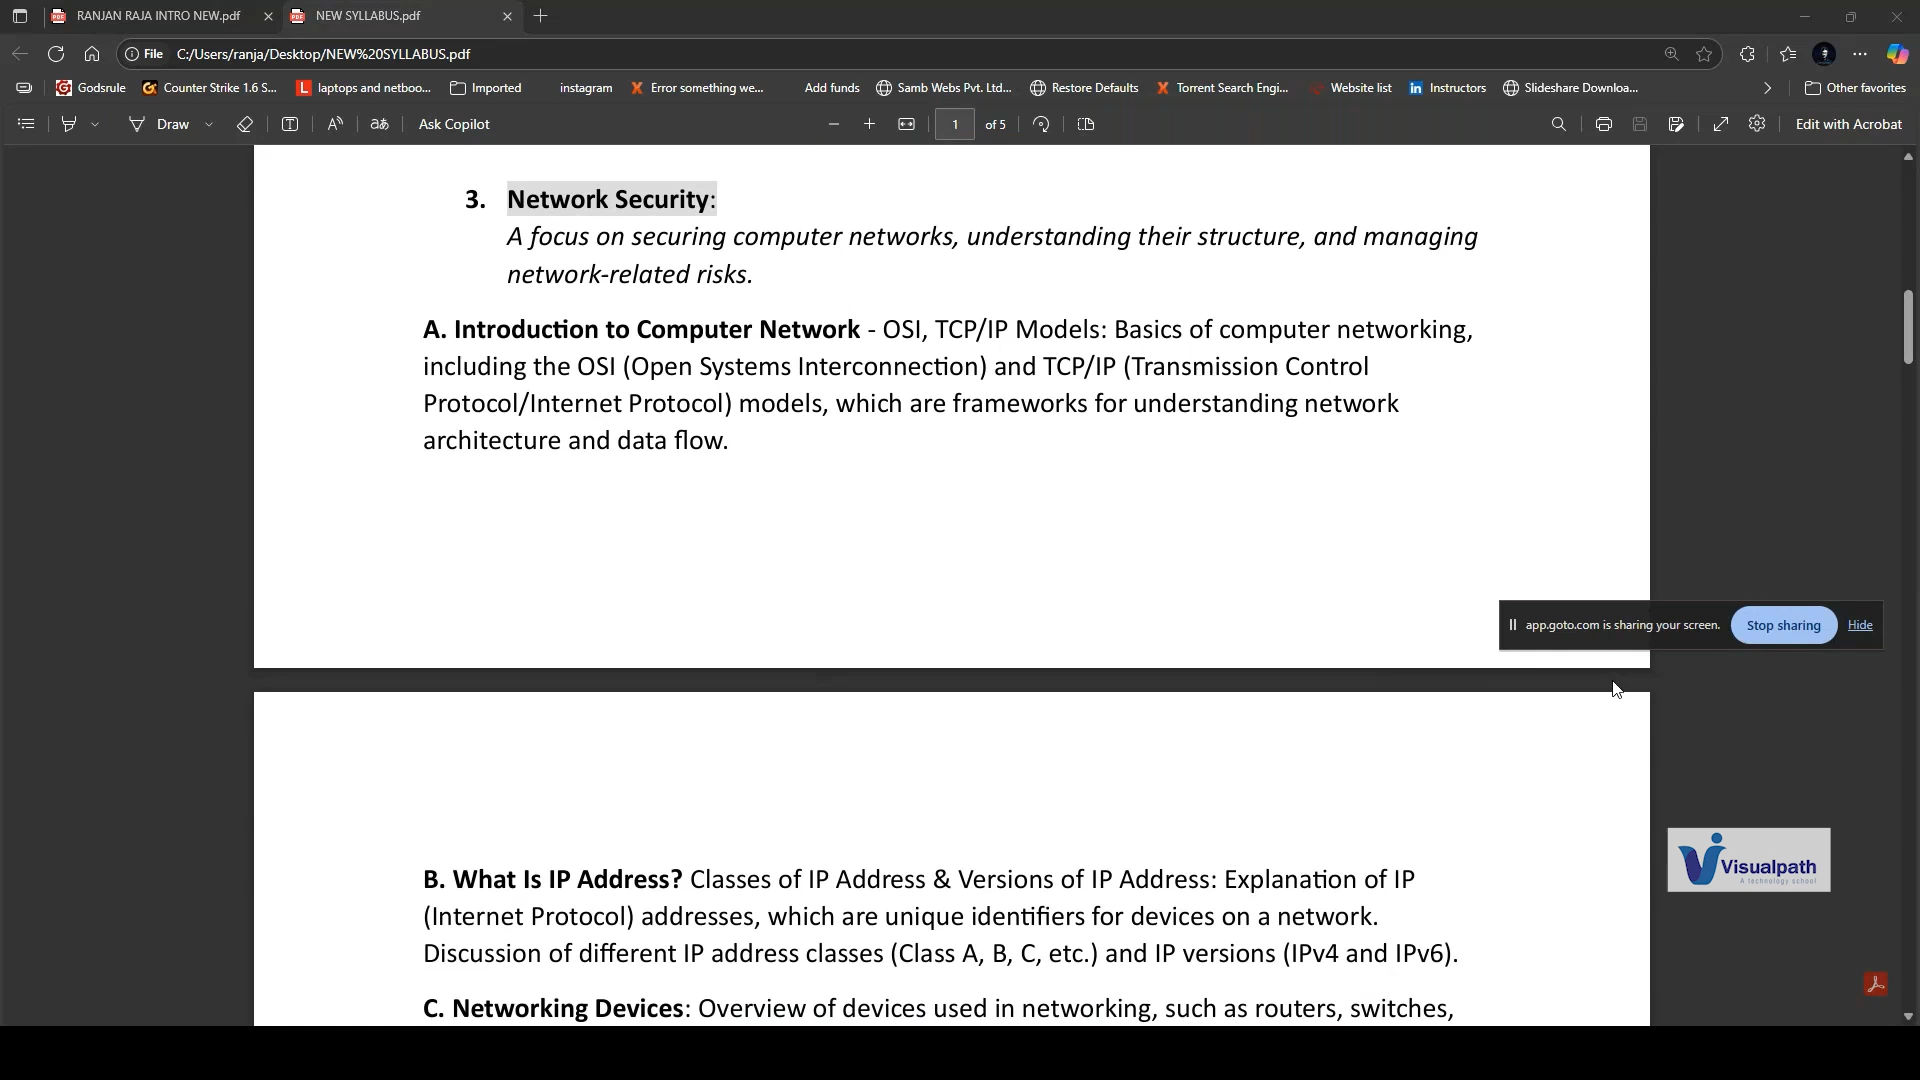 RANJAN RAJA INTRO NEW.pdf
NEW SYLLABUS.pdf
File C:/Users/ranja/Desktop/NEW%20SYLLABUS.pdf
Godsrule Counter Strike 1.6 S... laptops and netboo... Imported instagram Error something we... Add funds Samb Webs Pvt. Ltd... Restore Defaults Torrent Search Engi... Website list Instructors Slideshare Downloa... Other favorites
Draw aあ Ask Copilot 1 of 5 Edit with Acrobat
3. Network Security:
A focus on securing computer networks, understanding their structure, and managing
network-related risks.
A. Introduction to Computer Network - OSI, TCP/IP Models: Basics of computer networking,
including the OSI (Open Systems Interconnection) and TCP/IP (Transmission Control
Protocol/Internet Protocol) models, which are frameworks for understanding network
architecture and data flow.
app.goto.com is sharing your screen. Stop sharing Hide
B. What Is IP Address? Classes of IP Address & Versions of IP Address: Explanation of IP
(Internet Protocol) addresses, which are unique identifiers for devices on a network.
Discussion of different IP address classes (Class A, B, C, etc.) and IP versions (IPv4 and IPv6).
Visualpath
A technology school
C. Networking Devices: Overview of devices used in networking, such as routers, switches,